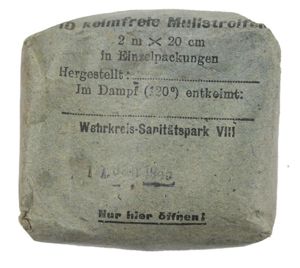 10 keimfreie Mullstreifen
2 m × 20 cm
in Einzelpackungen
Hergestellt:
Im Dampf (120°) entkeimt:
Wehrkreis-Sanitätspark VIII
Nur hier öffnen!